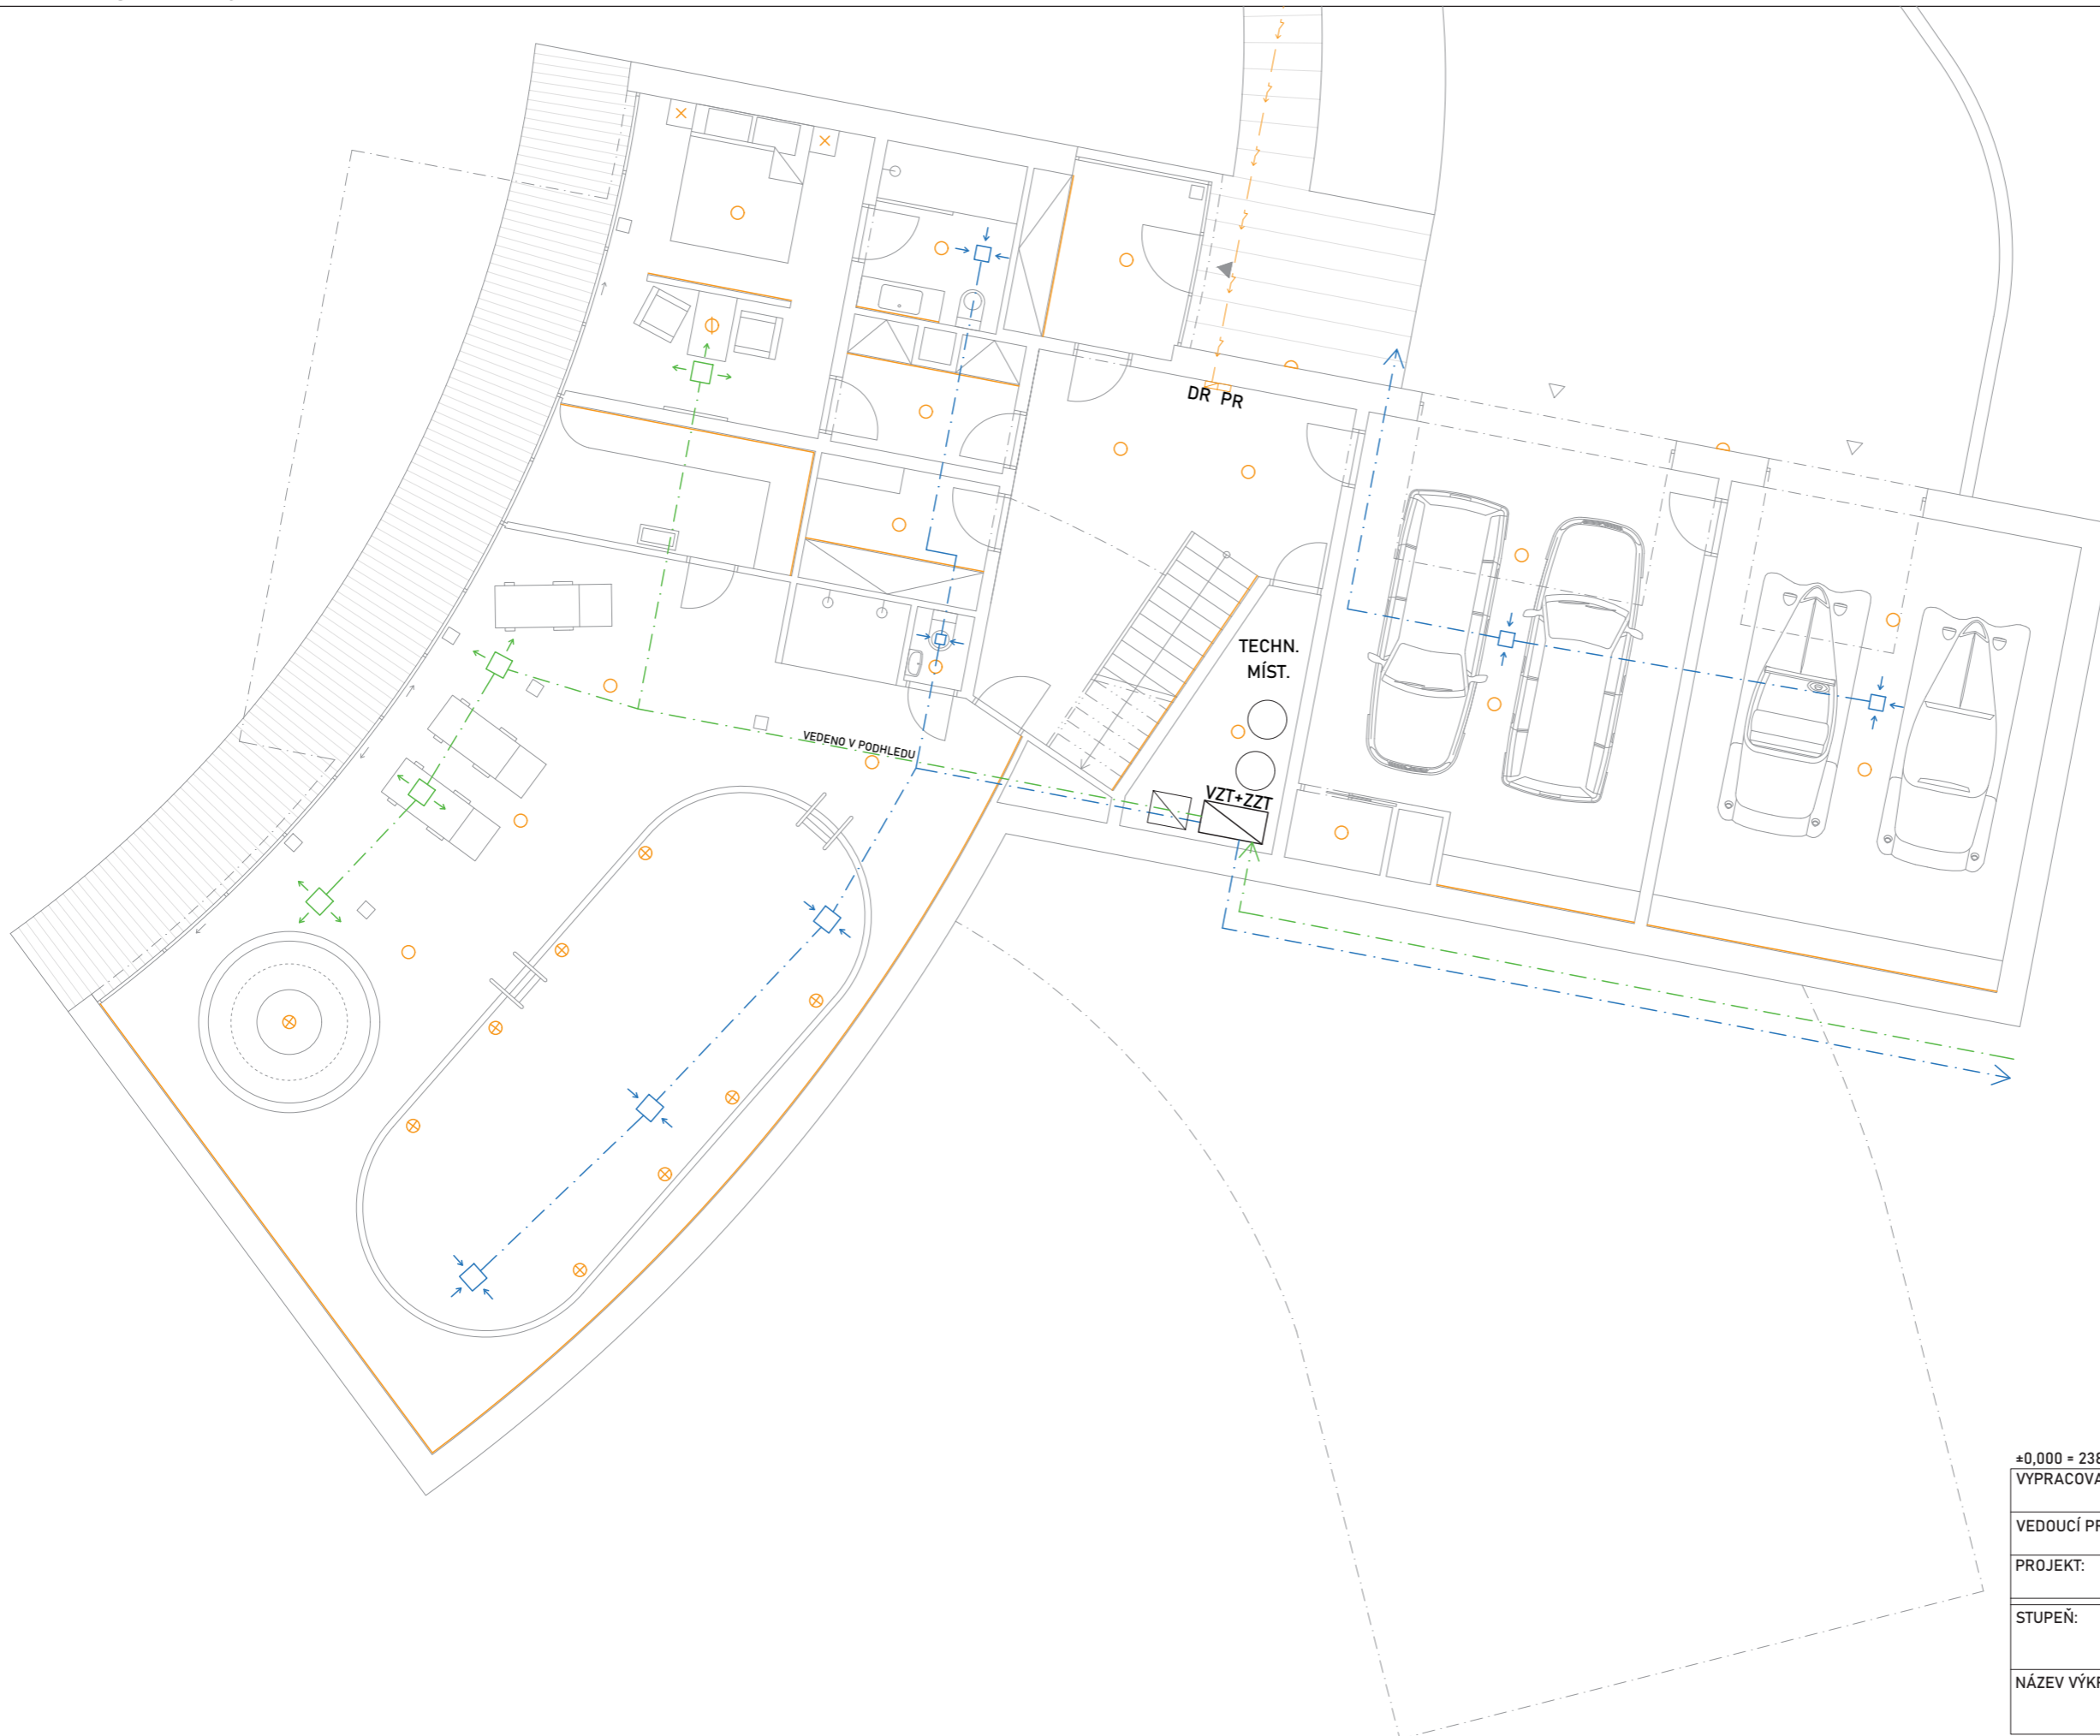 DR PR
TECHN.
MÍST.
VEDENO V PODHLEDU
VZT+ZZT
±0,000 = 238
VYPRACOVA
VEDOUCÍ PR
PROJEKT:
STUPEŇ:
NÁZEV VÝKR